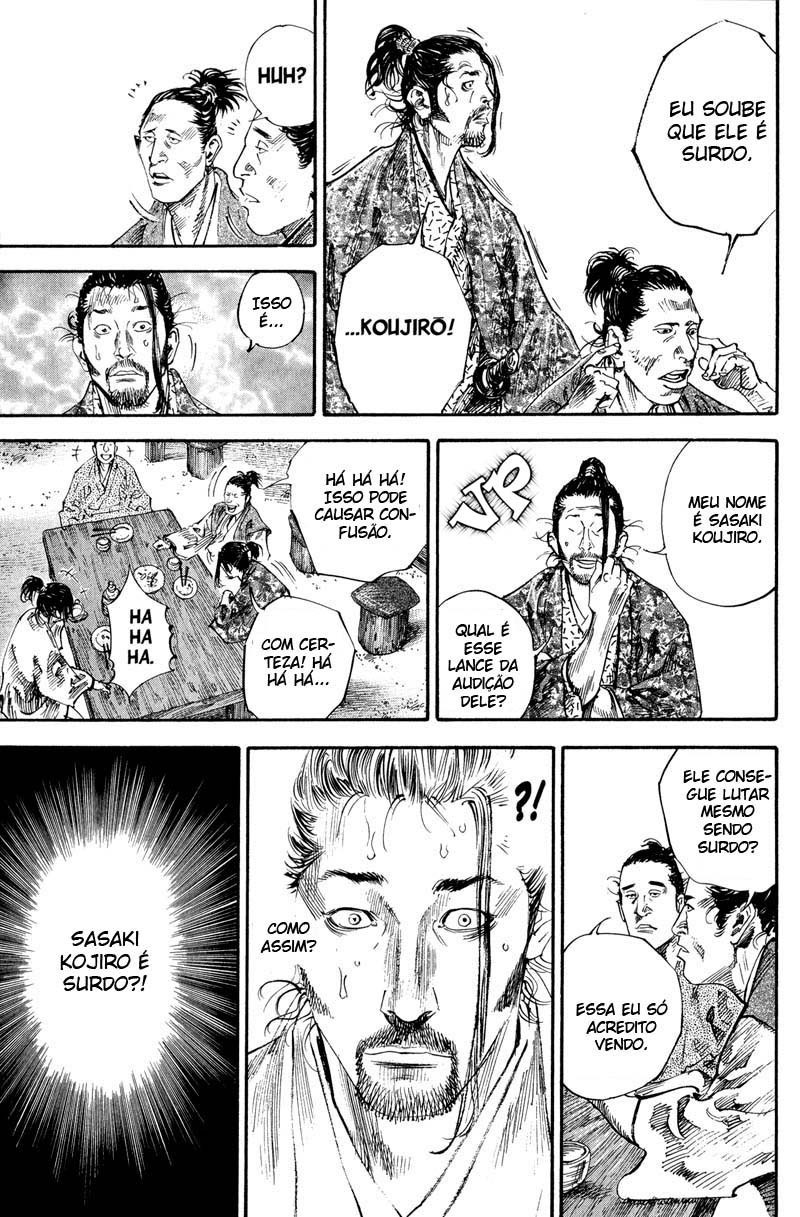 EU SOUBE
QUE ELE É
SURDO.
...KOUJIRŌ!
HUH?
ISSO
É...
MEU NOME
É SASAKI
KOUJIRO.
VR
QUAL É
ESSE
LANCE DA
AUDIÇÃO
DELE?
HÁ HÁ HÁ!
ISSO PODE
CAUSAR CON-
FUSÃO.
COM CER-
TEZA! HÁ
HÁ HÁ...
HA
HA
HA.
ELE CONSE-
GUE LUTAR
MESMO
SENDO
SURDO?
ESSA EU SÓ
ACREDITO
VENDO.
?!
COMO
ASSIM?
SASAKI
KOJIRO É
SURDO?!